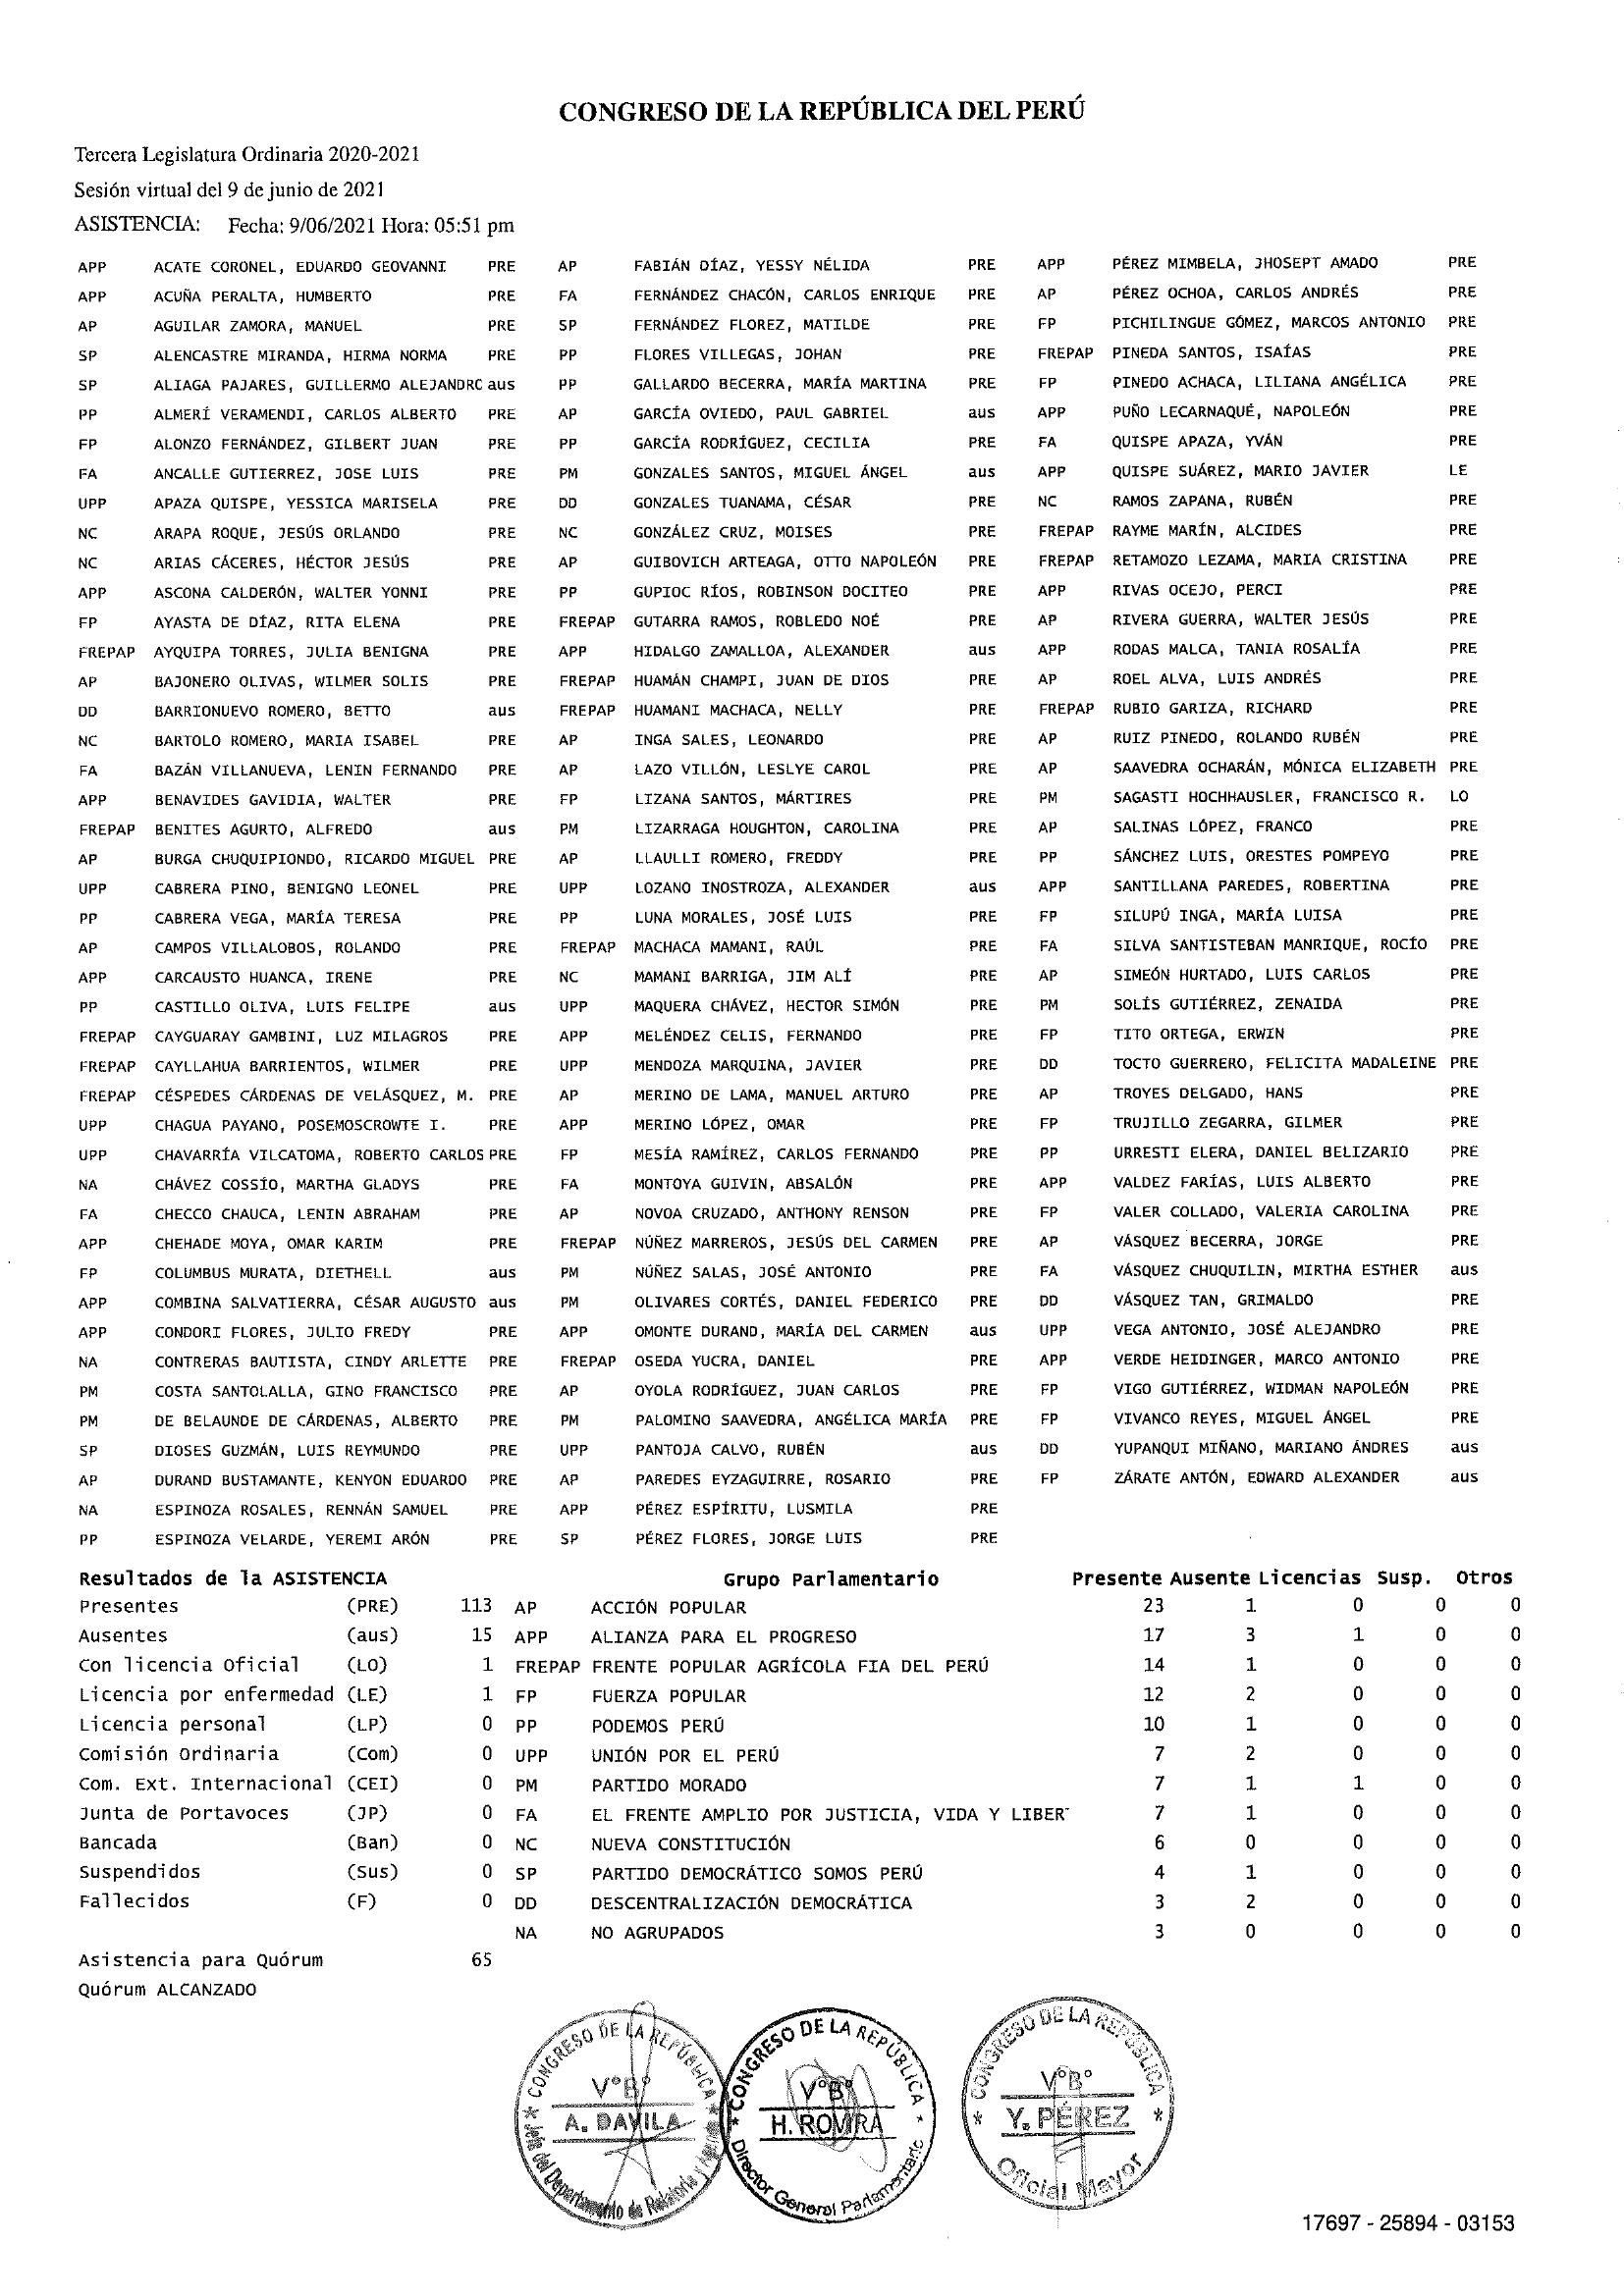 CONGRESO DE LA REPÚBLICA DEL PERÚ
Tercera Legislatura Ordinaria 2020-2021
Sesión virtual del 9 de junio de 2021
ASISTENCIA: Fecha: 9/06/2021 Hora: 05:51 pm
APP ACATE CORONEL, EDUARDO GEOVANNI PRE AP FABIÁN DÍAZ, YESSY NÉLIDA PRE APP PÉREZ MIMBELA, JHOSEPT AMADO PRE
APP ACUÑA PERALTA, HUMBERTO PRE FA FERNÁNDEZ CHACÓN, CARLOS ENRIQUE PRE AP PÉREZ OCHOA, CARLOS ANDRÉS PRE
AP AGUILAR ZAMORA, MANUEL PRE SP FERNÁNDEZ FLOREZ, MATILDE PRE FP PICHILINGUE GÓMEZ, MARCOS ANTONIO PRE
SP ALENCASTRE MIRANDA, HIRMA NORMA PRE PP FLORES VILLEGAS, JOHAN PRE FREPAP PINEDA SANTOS, ISAÍAS PRE
SP ALIAGA PAJARES, GUILLERMO ALEJANDRO aus PP GALLARDO BECERRA, MARÍA MARTINA PRE FP PINEDO ACHACA, LILIANA ANGÉLICA PRE
PP ALMERÍ VERAMENDI, CARLOS ALBERTO PRE AP GARCÍA OVIEDO, PAUL GABRIEL aus APP PUÑO LECARNAQUÉ, NAPOLEÓN PRE
FP ALONZO FERNÁNDEZ, GILBERT JUAN PRE PP GARCÍA RODRÍGUEZ, CECILIA PRE FA QUISPE APAZA, YVÁN PRE
FA ANCALLE GUTIERREZ, JOSE LUIS PRE PM GONZALES SANTOS, MIGUEL ÁNGEL aus APP QUISPE SUÁREZ, MARIO JAVIER LE
UPP APAZA QUISPE, YESSICA MARISELA PRE DD GONZALES TUANAMA, CÉSAR PRE NC RAMOS ZAPANA, RUBÉN PRE
NC ARAPA ROQUE, JESÚS ORLANDO PRE NC GONZÁLEZ CRUZ, MOISES PRE FREPAP RAYME MARÍN, ALCIDES PRE
NC ARIAS CÁCERES, HÉCTOR JESÚS PRE AP GUIBOVICH ARTEAGA, OTTO NAPOLEÓN PRE FREPAP RETAMOZO LEZAMA, MARIA CRISTINA PRE
APP ASCONA CALDERÓN, WALTER YONNI PRE PP GUPIOC RÍOS, ROBINSON DOCITEO PRE APP RIVAS OCEJO, PERCI PRE
FP AYASTA DE DÍAZ, RITA ELENA PRE FREPAP GUTARRA RAMOS, ROBLEDO NOÉ PRE AP RIVERA GUERRA, WALTER JESÚS PRE
FREPAP AYQUIPA TORRES, JULIA BENIGNA PRE APP HIDALGO ZAMALLOA, ALEXANDER aus APP RODAS MALCA, TANIA ROSALÍA PRE
AP BAJONERO OLIVAS, WILMER SOLIS PRE FREPAP HUAMÁN CHAMPI, JUAN DE DIOS PRE AP ROEL ALVA, LUIS ANDRÉS PRE
DD BARRIONUEVO ROMERO, BETTO aus FREPAP HUAMANI MACHACA, NELLY PRE FREPAP RUBIO GARIZA, RICHARD PRE
NC BARTOLO ROMERO, MARIA ISABEL PRE AP INGA SALES, LEONARDO PRE AP RUIZ PINEDO, ROLANDO RUBÉN PRE
FA BAZÁN VILLANUEVA, LENIN FERNANDO PRE AP LAZO VILLÓN, LESLYE CAROL PRE AP SAAVEDRA OCHARÁN, MÓNICA ELIZABETH PRE
APP BENAVIDES GAVIDIA, WALTER PRE FP LIZANA SANTOS, MÁRTIRES PRE PM SAGASTI HOCHHAUSLER, FRANCISCO R. LO
FREPAP BENITES AGURTO, ALFREDO aus PM LIZARRAGA HOUGHTON, CAROLINA PRE AP SALINAS LÓPEZ, FRANCO PRE
AP BURGA CHUQUIPIONDO, RICARDO MIGUEL PRE AP LLAULLI ROMERO, FREDDY PRE PP SÁNCHEZ LUIS, ORESTES POMPEYO PRE
UPP CABRERA PINO, BENIGNO LEONEL PRE UPP LOZANO INOSTROZA, ALEXANDER aus APP SANTILLANA PAREDES, ROBERTINA PRE
PP CABRERA VEGA, MARÍA TERESA PRE PP LUNA MORALES, JOSÉ LUIS PRE FP SILUPÚ INGA, MARÍA LUISA PRE
AP CAMPOS VILLALOBOS, ROLANDO PRE FREPAP MACHACA MAMANI, RAÚL PRE FA SILVA SANTISTEBAN MANRIQUE, ROCÍO PRE
APP CARCAUSTO HUANCA, IRENE PRE NC MAMANI BARRIGA, JIM ALÍ PRE AP SIMEÓN HURTADO, LUIS CARLOS PRE
PP CASTILLO OLIVA, LUIS FELIPE aus UPP MAQUERA CHÁVEZ, HECTOR SIMÓN PRE PM SOLÍS GUTIÉRREZ, ZENAIDA PRE
FREPAP CAYGUARAY GAMBINI, LUZ MILAGROS PRE APP MELÉNDEZ CELIS, FERNANDO PRE FP TITO ORTEGA, ERWIN PRE
FREPAP CAYLLAHUA BARRIENTOS, WILMER PRE UPP MENDOZA MARQUINA, JAVIER PRE DD TOCTO GUERRERO, FELICITA MADALEINE PRE
FREPAP CÉSPEDES CÁRDENAS DE VELÁSQUEZ, M. PRE AP MERINO DE LAMA, MANUEL ARTURO PRE AP TROYES DELGADO, HANS PRE
UPP CHAGUA PAYANO, POSEMOSCROWTE I. PRE APP MERINO LÓPEZ, OMAR PRE FP TRUJILLO ZEGARRA, GILMER PRE
UPP CHAVARRÍA VILCATOMA, ROBERTO CARLOS PRE FP MESÍA RAMÍREZ, CARLOS FERNANDO PRE PP URRESTI ELERA, DANIEL BELIZARIO PRE
NA CHÁVEZ COSSÍO, MARTHA GLADYS PRE FA MONTOYA GUIVIN, ABSALÓN PRE APP VALDEZ FARÍAS, LUIS ALBERTO PRE
FA CHECCO CHAUCA, LENIN ABRAHAM PRE AP NOVOA CRUZADO, ANTHONY RENSON PRE FP VALER COLLADO, VALERIA CAROLINA PRE
APP CHEHADE MOYA, OMAR KARIM PRE FREPAP NÚÑEZ MARREROS, JESÚS DEL CARMEN PRE AP VÁSQUEZ BECERRA, JORGE PRE
FP COLUMBUS MURATA, DIETHELL aus PM NÚÑEZ SALAS, JOSÉ ANTONIO PRE FA VÁSQUEZ CHUQUILIN, MIRTHA ESTHER aus
APP COMBINA SALVATIERRA, CÉSAR AUGUSTO aus PM OLIVARES CORTÉS, DANIEL FEDERICO PRE DD VÁSQUEZ TAN, GRIMALDO PRE
APP CONDORI FLORES, JULIO FREDY PRE APP OMONTE DURAND, MARÍA DEL CARMEN aus UPP VEGA ANTONIO, JOSÉ ALEJANDRO PRE
NA CONTRERAS BAUTISTA, CINDY ARLETTE PRE FREPAP OSEDA YUCRA, DANIEL PRE APP VERDE HEIDINGER, MARCO ANTONIO PRE
PM COSTA SANTOLALLA, GINO FRANCISCO PRE AP OYOLA RODRÍGUEZ, JUAN CARLOS PRE FP VIGO GUTIÉRREZ, WIDMAN NAPOLEÓN PRE
PM DE BELAUNDE DE CÁRDENAS, ALBERTO PRE PM PALOMINO SAAVEDRA, ANGÉLICA MARÍA PRE FP VIVANCO REYES, MIGUEL ÁNGEL PRE
SP DIOSES GUZMÁN, LUIS REYMUNDO PRE UPP PANTOJA CALVO, RUBÉN aus DD YUPANQUI MIÑANO, MARIANO ÁNDRES aus
AP DURAND BUSTAMANTE, KENYON EDUARDO PRE AP PAREDES EYZAGUIRRE, ROSARIO PRE FP ZÁRATE ANTÓN, EDWARD ALEXANDER aus
NA ESPINOZA ROSALES, RENNÁN SAMUEL PRE APP PÉREZ ESPÍRITU, LUSMILA PRE
PP ESPINOZA VELARDE, YEREMI ARÓN PRE SP PÉREZ FLORES, JORGE LUIS PRE
Resultados de la ASISTENCIA Grupo Parlamentario Presente Ausente Licencias Susp. Otros
Presentes (PRE) 113 AP ACCIÓN POPULAR 23 1 0 0 0
Ausentes (aus) 15 APP ALIANZA PARA EL PROGRESO 17 3 1 0 0
Con licencia Oficial (LO) 1 FREPAP FRENTE POPULAR AGRÍCOLA FIA DEL PERÚ 14 1 0 0 0
Licencia por enfermedad (LE) 1 FP FUERZA POPULAR 12 2 0 0 0
Licencia personal (LP) 0 PP PODEMOS PERÚ 10 1 0 0 0
Comisión Ordinaria (Com) 0 UPP UNIÓN POR EL PERÚ 7 2 0 0 0
Com. Ext. Internacional (CEI) 0 PM PARTIDO MORADO 7 1 1 0 0
Junta de Portavoces (JP) 0 FA EL FRENTE AMPLIO POR JUSTICIA, VIDA Y LIBER 7 1 0 0 0
Bancada (Ban) 0 NC NUEVA CONSTITUCIÓN 6 0 0 0 0
Suspendidos (Sus) 0 SP PARTIDO DEMOCRÁTICO SOMOS PERÚ 4 1 0 0 0
Fallecidos (F) 0 DD DESCENTRALIZACIÓN DEMOCRÁTICA 3 2 0 0 0
NA NO AGRUPADOS 3 0 0 0 0
Asistencia para Quórum 65
Quórum ALCANZADO
CONGRESO DE LA REPÚBLICA
V°B°
A. DAVILA
Jefa del Departamento de Relatoría y
CONGRESO DE LA REPÚBLICA
V°B°
H. ROVIRA
Director General Parlamentario
CONGRESO DE LA REPÚBLICA
V°B°
Y. PÉREZ
Oficial Mayor
17697 - 25894 - 03153